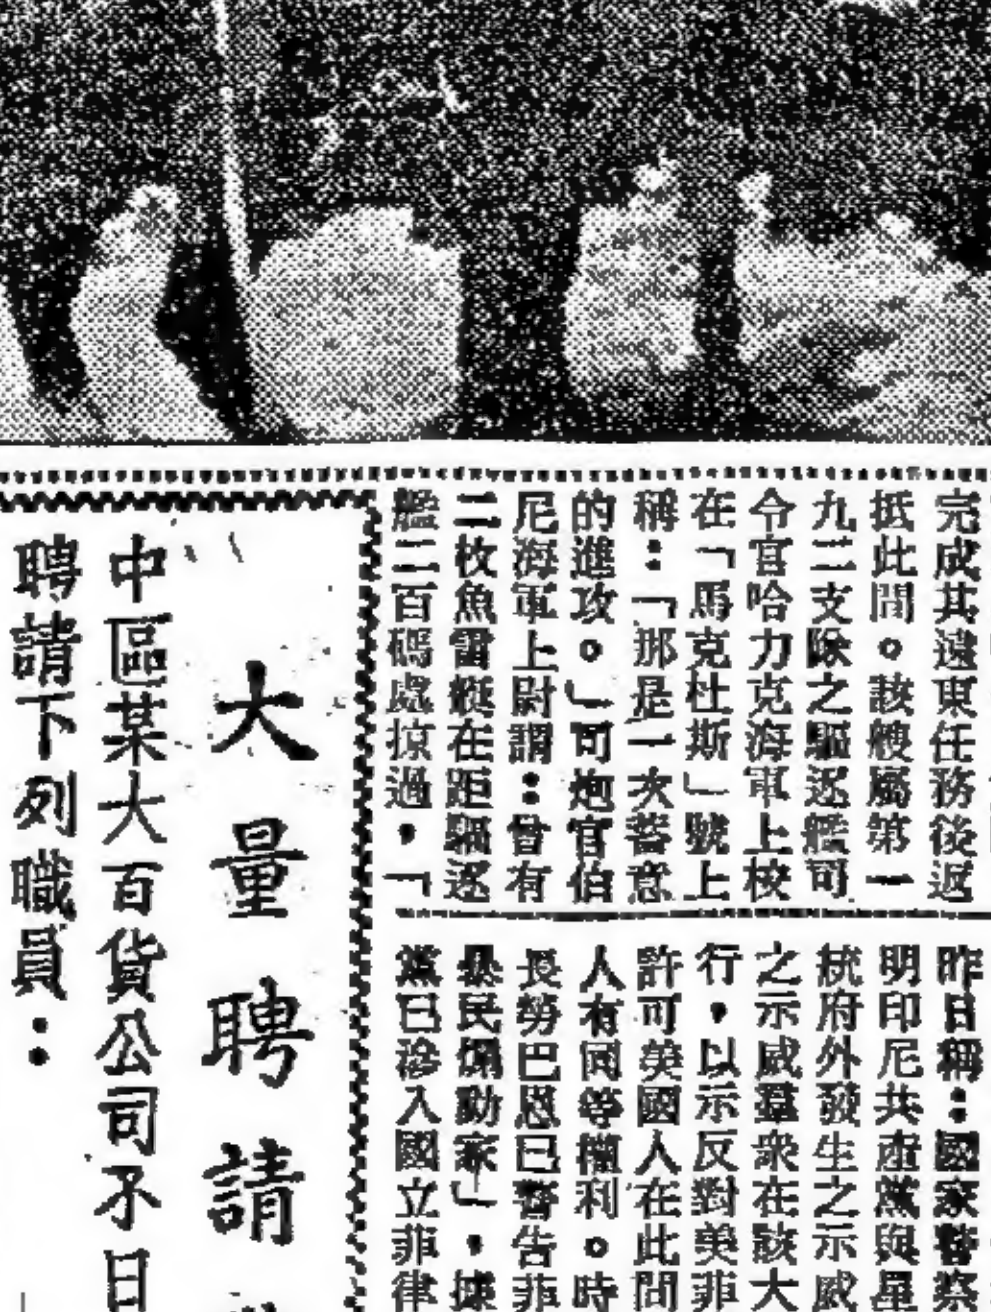 完成其遠東任務後返
抵此間。該艘屬第一
九二支隊之驅逐艦司
令官哈力克海軍上校
在「馬克杜斯」號上
稱：「那是一次蓄意
的進攻。」司炮官伯
尼海軍上尉謂：曾有
二枚魚雷艇在距驅逐
艦三百碼處掠過，「
昨日稱：國家警察
明印尼共產黨與星
統府外發生之示威
之示威羣衆在該大
行，以示反對美菲
許可美國人在此間
人有同等權利。時
長勞巴恩已警告菲
暴民煽動家」，據
黨已滲入國立菲律
大量聘請
中區某大百貨公司不日
聘請下列職員：